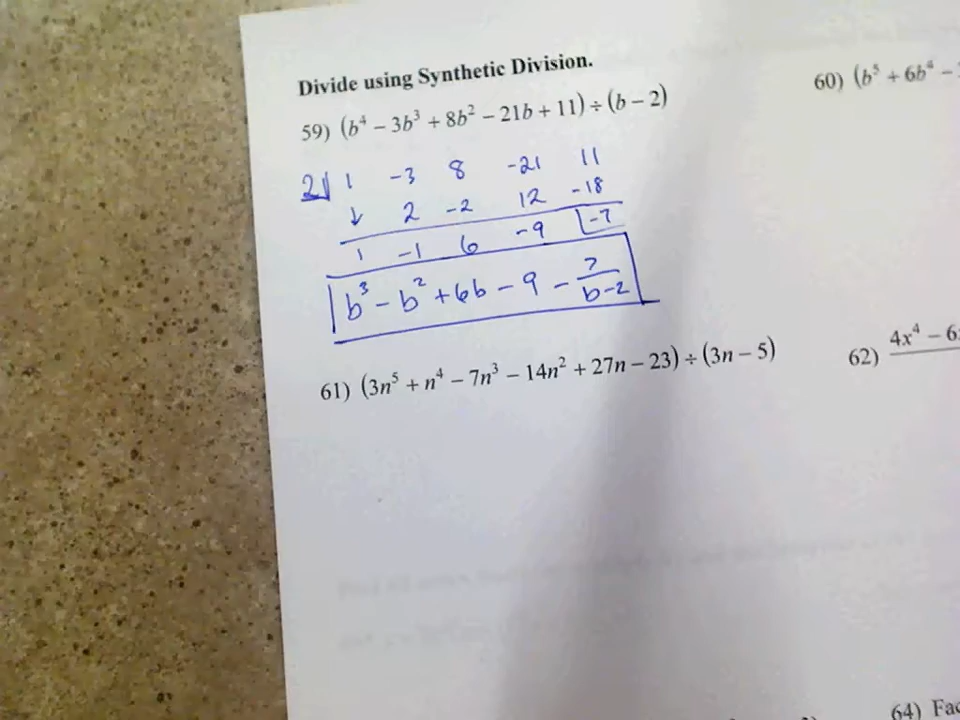 Divide using Synthetic Division.
59) (b⁴ − 3b³ + 8b² − 21b + 11) ÷ (b − 2)
60) (b⁵ + 6b⁴ −
2 1 -3 8 -21 11
↓ 2 -2 12 -18
1 -1 6 -9 -7
b³ − b² + 6b − 9 − 7/(b-2)
61) (3n⁵ + n⁴ − 7n³ − 14n² + 27n − 23) ÷ (3n − 5)
62) 4x⁴ − 6
64) Fac